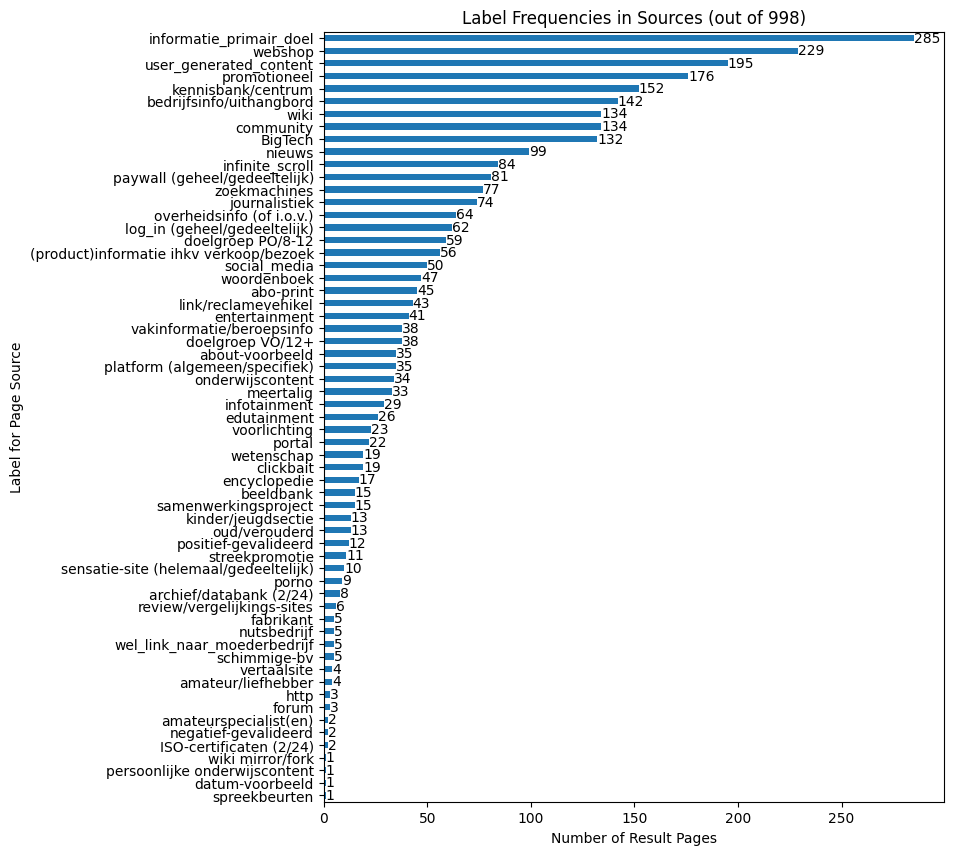 Label Frequencies in Sources (out of 998)
informatie_primair_doel 285
webshop 229
user_generated_content 195
promotioneel 176
kennisbank/centrum 152
bedrijfsinfo/uithangbord 142
wiki 134
community 134
BigTech 132
nieuws 99
infinite_scroll 84
paywall (geheel/gedeeltelijk) 81
zoekmachines 77
journalistiek 74
overheidsinfo (of i.o.v.) 64
log_in (geheel/gedeeltelijk) 62
doelgroep PO/8-12 59
(product)informatie ihkv verkoop/bezoek 56
social_media 50
woordenboek 47
abo-print 45
link/reclamevehikel 43
entertainment 41
vakinformatie/beroepsinfo 38
doelgroep VO/12+ 38
about-voorbeeld 35
platform (algemeen/specifiek) 35
onderwijscontent 34
meertalig 33
infotainment 29
edutainment 26
voorlichting 23
portal 22
wetenschap 19
clickbait 19
encyclopedie 17
beeldbank 15
samenwerkingsproject 15
kinder/jeugdsectie 13
oud/verouderd 13
positief-gevalideerd 12
streekpromotie 11
sensatie-site (helemaal/gedeeltelijk) 10
porno 9
archief/databank (2/24) 8
review/vergelijkings-sites 6
fabrikant 5
nutsbedrijf 5
wel_link_naar_moederbedrijf 5
schimmige-bv 5
vertaalsite 4
amateur/liefhebber 4
http 3
forum 3
amateurspecialist(en) 2
negatief-gevalideerd 2
ISO-certificaten (2/24) 2
wiki mirror/fork 1
persoonlijke onderwijscontent 1
datum-voorbeeld 1
spreekbeurten 1
Label for Page Source
0 50 100 150 200 250
Number of Result Pages